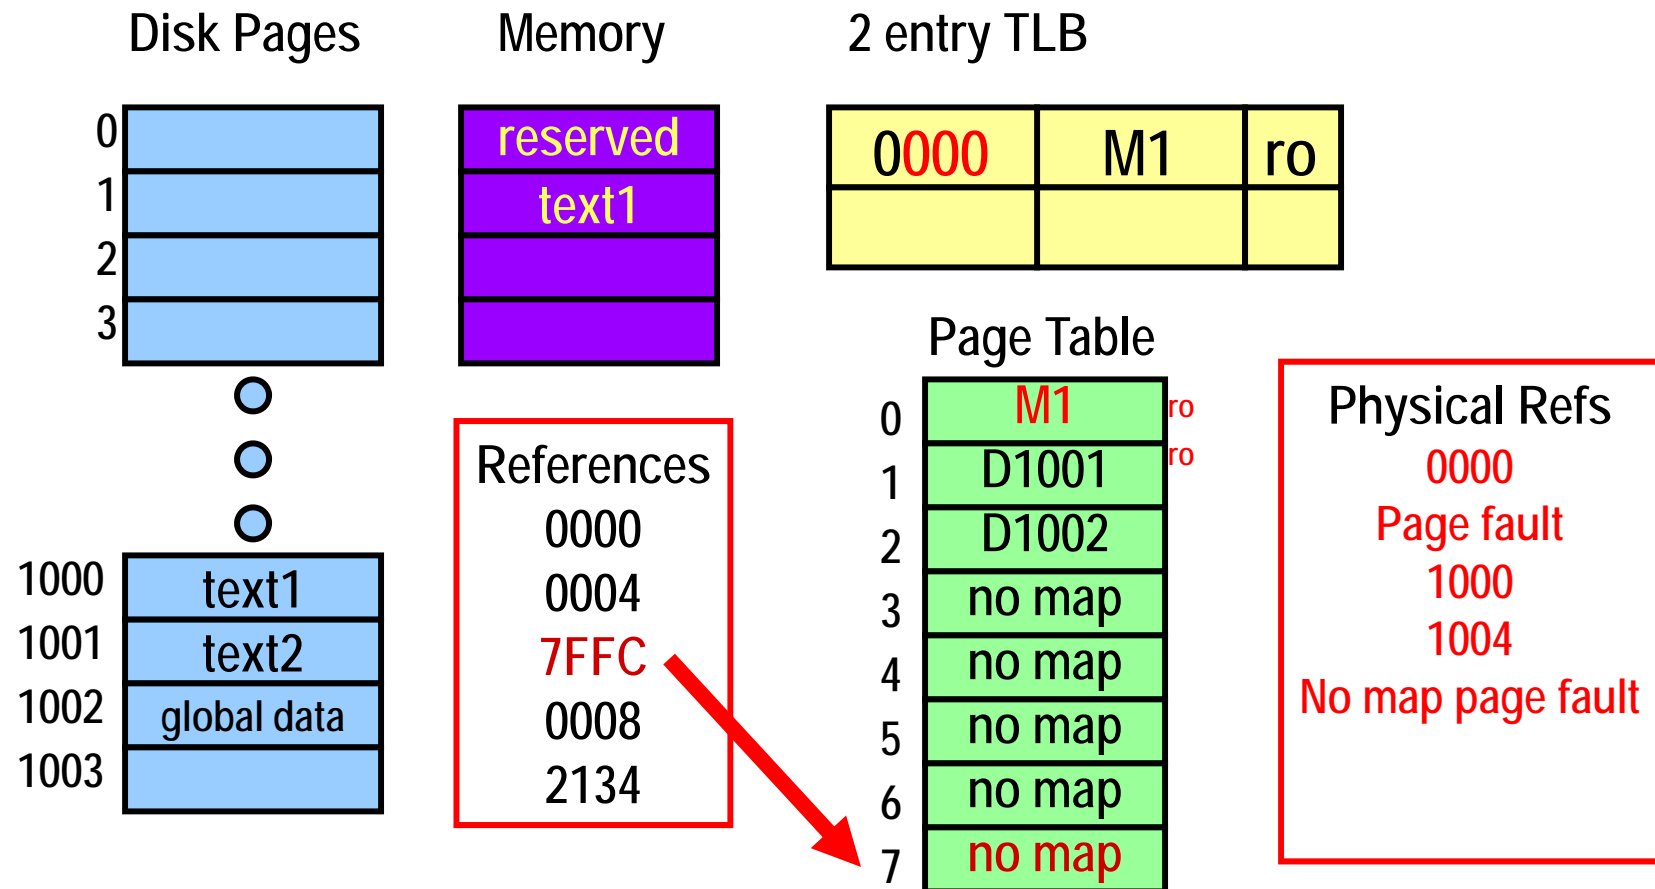 Disk Pages
Memory
2 entry TLB
0
1
2
3
reserved
text1
0000 M1 ro
1000 text1
1001 text2
1002 global data
1003
References
0000
0004
7FFC
0008
2134
Page Table
0 M1 ro
1 D1001 ro
2 D1002
3 no map
4 no map
5 no map
6 no map
7 no map
Physical Refs
0000
Page fault
1000
1004
No map page fault